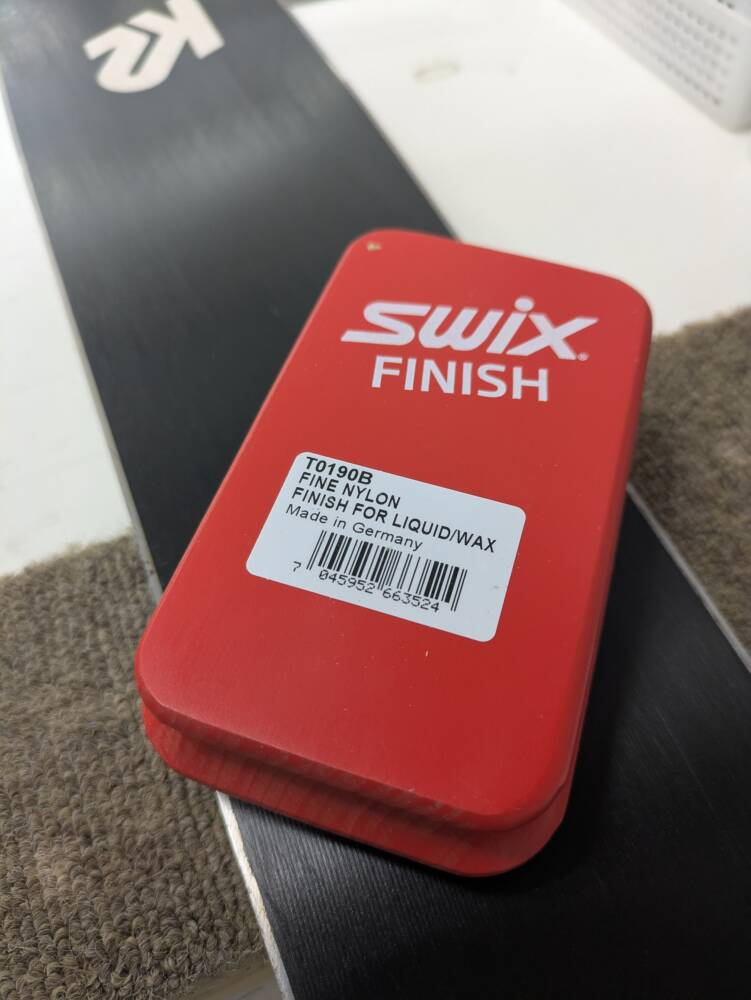 K2
SWIX
FINISH
T0190B
FINE NYLON
FINISH FOR LIQUID/WAX
Made in Germany
7 045952 663524